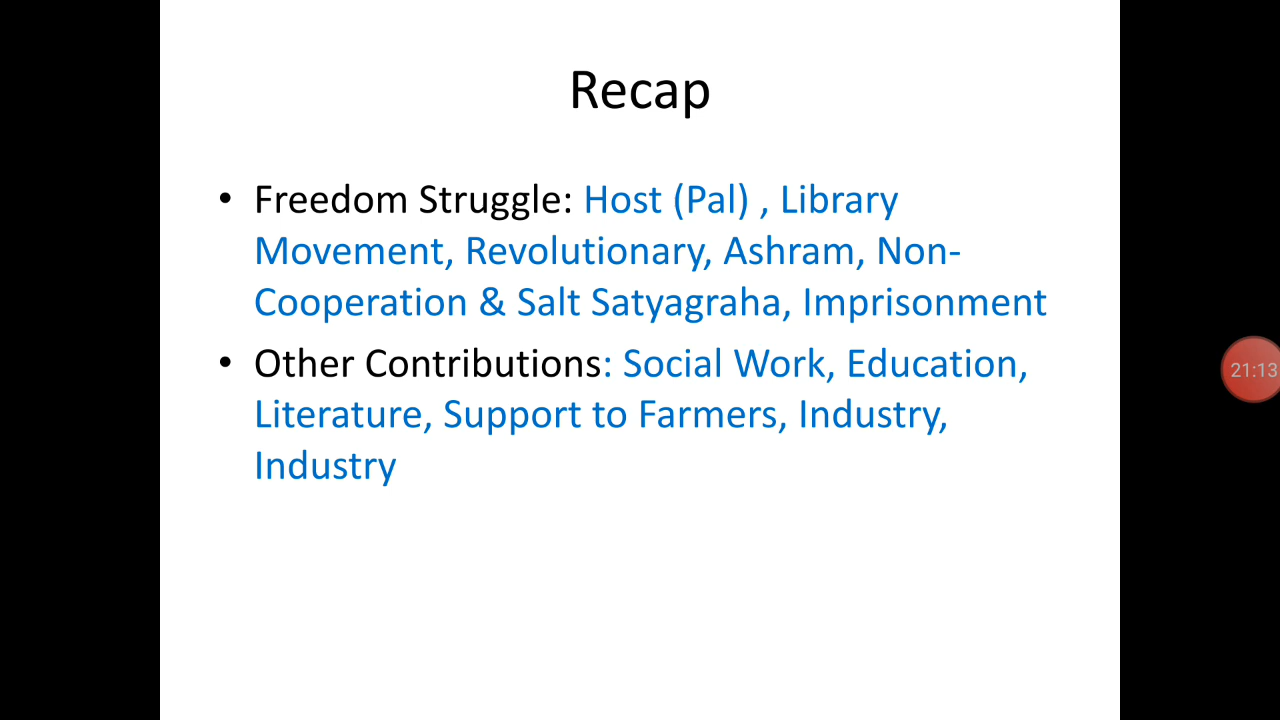 Recap
• Freedom Struggle: Host (Pal) , Library
Movement, Revolutionary, Ashram, Non-
Cooperation & Salt Satyagraha, Imprisonment
• Other Contributions: Social Work, Education,
Literature, Support to Farmers, Industry,
Industry
21:13